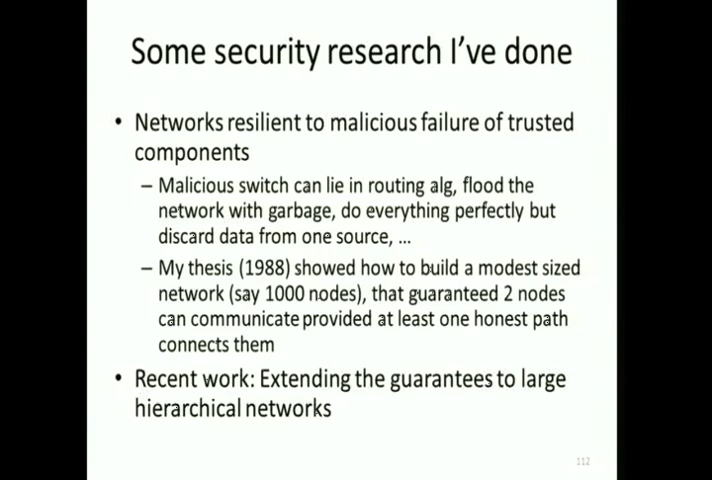 Some security research I've done
• Networks resilient to malicious failure of trusted
components
– Malicious switch can lie in routing alg, flood the
network with garbage, do everything perfectly but
discard data from one source, ...
– My thesis (1988) showed how to build a modest sized
network (say 1000 nodes), that guaranteed 2 nodes
can communicate provided at least one honest path
connects them
• Recent work: Extending the guarantees to large
hierarchical networks
112